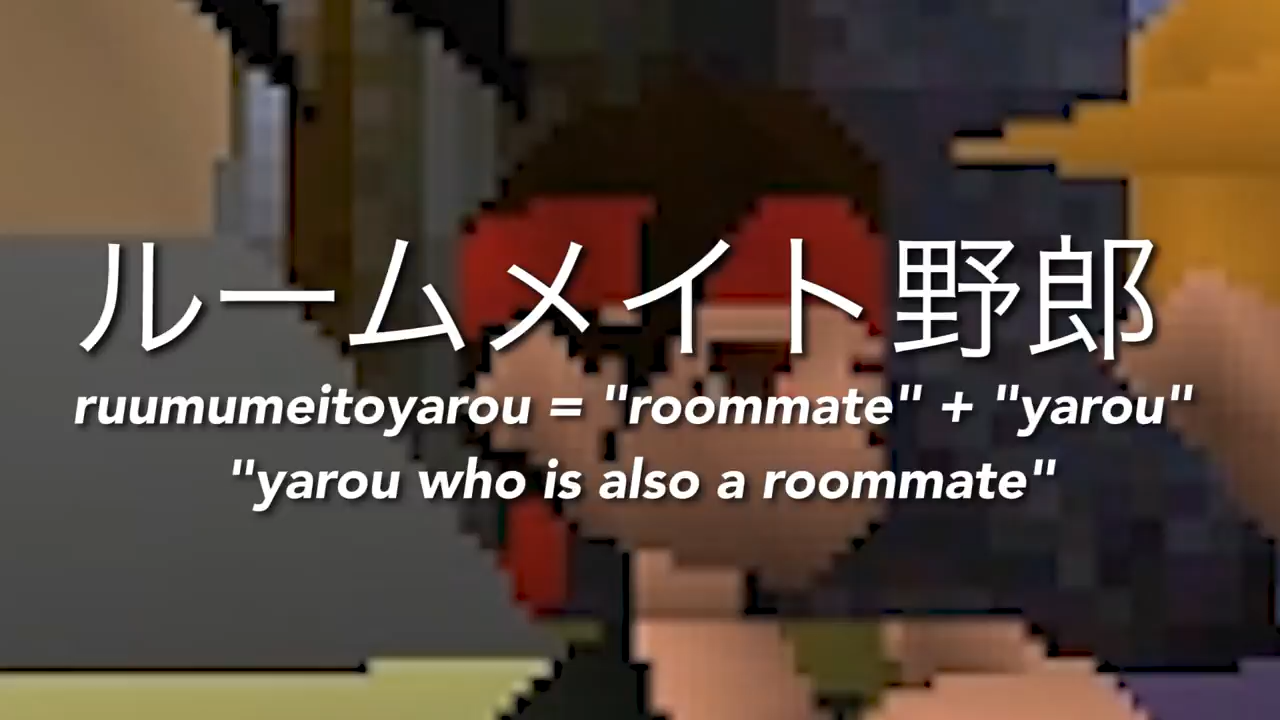 ルームメイト野郎
ruumumeitoyarou = "roommate" + "yarou"
"yarou who is also a roommate"